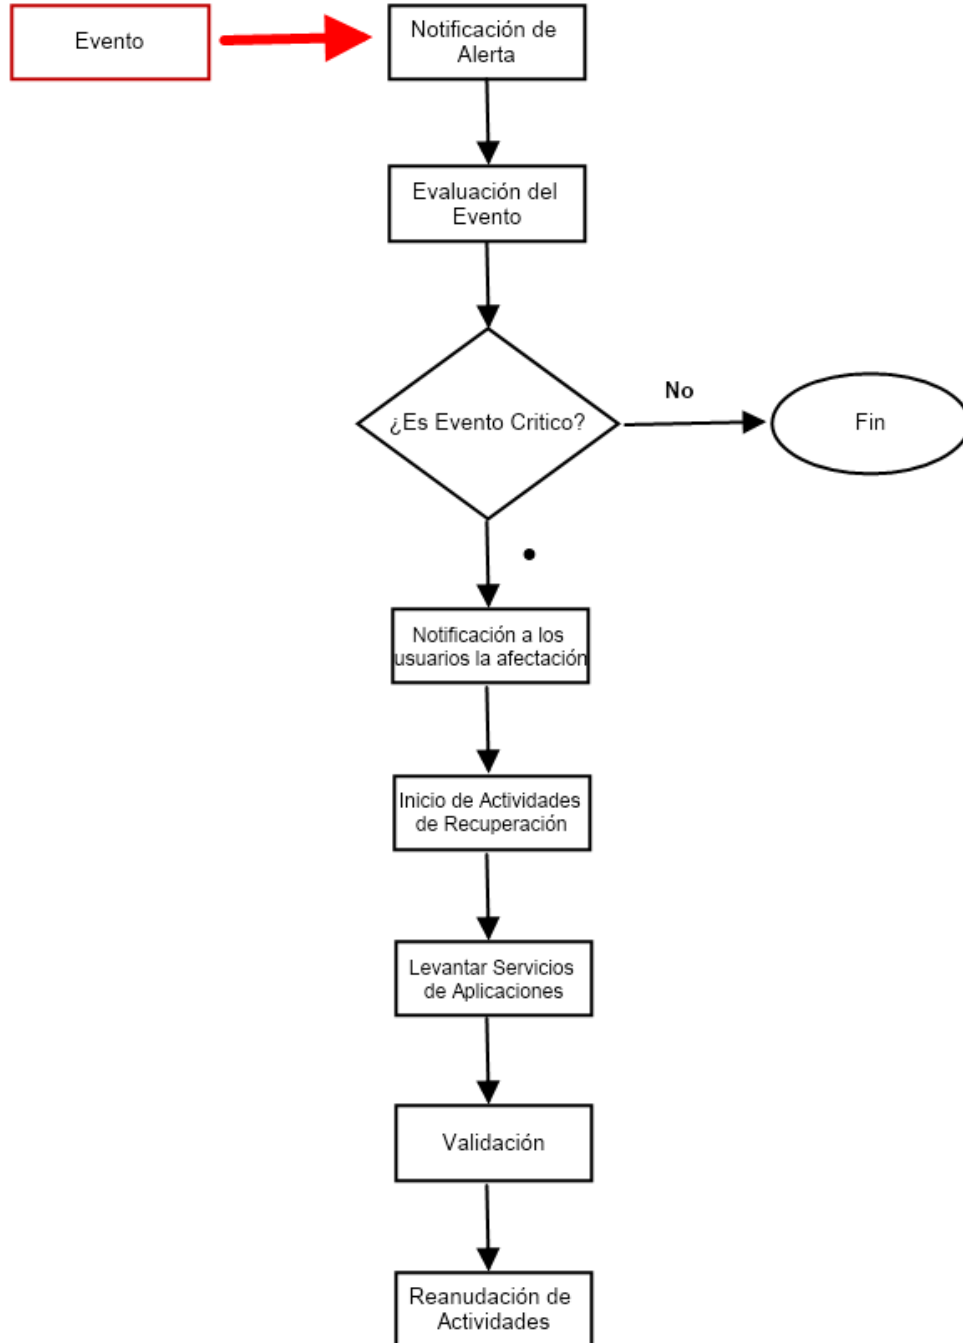 Evento
Notificación de
Alerta
Evaluación del
Evento
¿Es Evento Critico?
No
Fin
Notificación a los
usuarios la afectación
Inicio de Actividades
de Recuperación
Levantar Servicios
de Aplicaciones
Validación
Reanudación de
Actividades